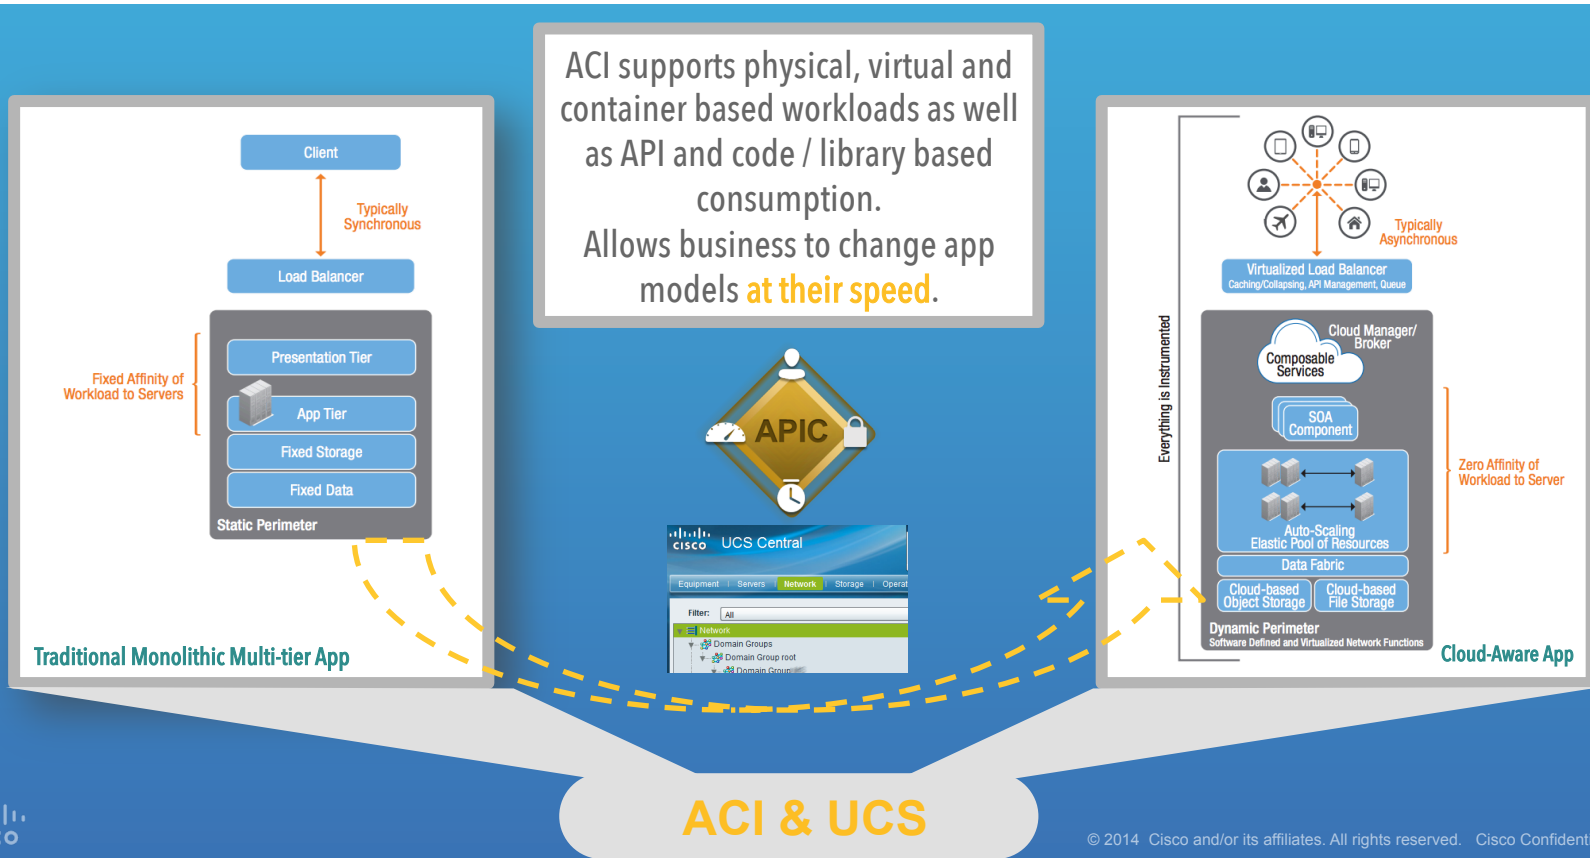 ACI supports physical, virtual and
container based workloads as well
as API and code / library based
consumption.
Allows business to change app
models at their speed.
Client
Typically
Synchronous
Load Balancer
Presentation Tier
Fixed Affinity of
Workload to Servers
App Tier
Fixed Storage
Fixed Data
Static Perimeter
Traditional Monolithic Multi-tier App
APIC
CISCO
UCS Central
Equipment
Servers
Network
Storage
Operat
Filter:
All
Network
Domain Groups
Domain Group root
Domain Group
Everything is Instrumented
Typically
Asynchronous
Virtualized Load Balancer
Caching/Collapsing, API Management, Queue
Cloud Manager/
Broker
Composable
Services
SOA
Component
Zero Affinity of
Workload to Server
Auto-Scaling
Elastic Pool of Resources
Data Fabric
Cloud-based
Object Storage
Cloud-based
File Storage
Dynamic Perimeter
Software Defined and Virtualized Network Functions
Cloud-Aware App
ACI & UCS
© 2014 Cisco and/or its affiliates. All rights reserved. Cisco Confident